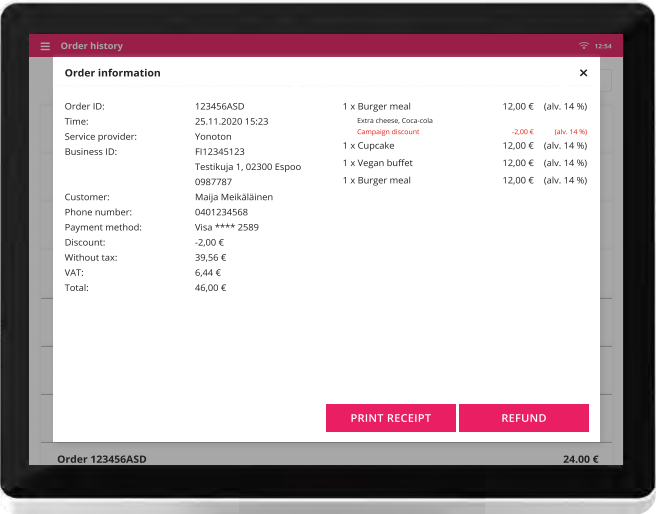 Order history
12:54
Order information
Order ID: 123456ASD
Time: 25.11.2020 15:23
Service provider: Yonoton
Business ID: FI12345123
Testikuja 1, 02300 Espoo
0987787
Customer: Maija Meikäläinen
Phone number: 0401234568
Payment method: Visa **** 2589
Discount: -2,00 €
Without tax: 39,56 €
VAT: 6,44 €
Total: 46,00 €
1 x Burger meal 12,00 € (alv. 14 %)
Extra cheese, Coca-cola
Campaign discount -2,00 € (alv. 14 %)
1 x Cupcake 12,00 € (alv. 14 %)
1 x Vegan buffet 12,00 € (alv. 14 %)
1 x Burger meal 12,00 € (alv. 14 %)
PRINT RECEIPT
REFUND
Order 123456ASD 24.00 €